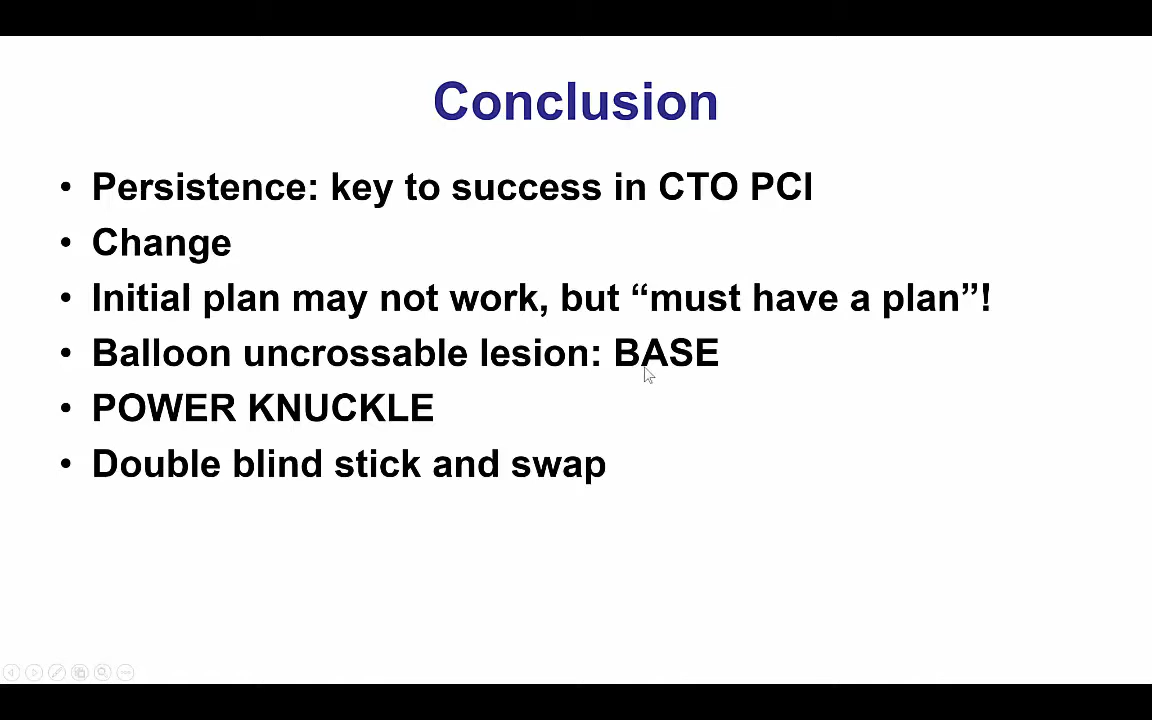 Conclusion
• Persistence: key to success in CTO PCI
• Change
• Initial plan may not work, but “must have a plan”!
• Balloon uncrossable lesion: BASE
• POWER KNUCKLE
• Double blind stick and swap